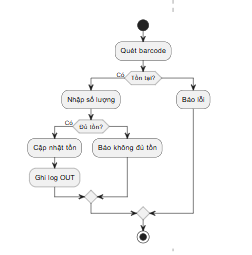 Quét barcode
Có
Tồn tại?
Nhập số lượng
Báo lỗi
Có
Đủ tồn?
Cập nhật tồn
Báo không đủ tồn
Ghi log OUT